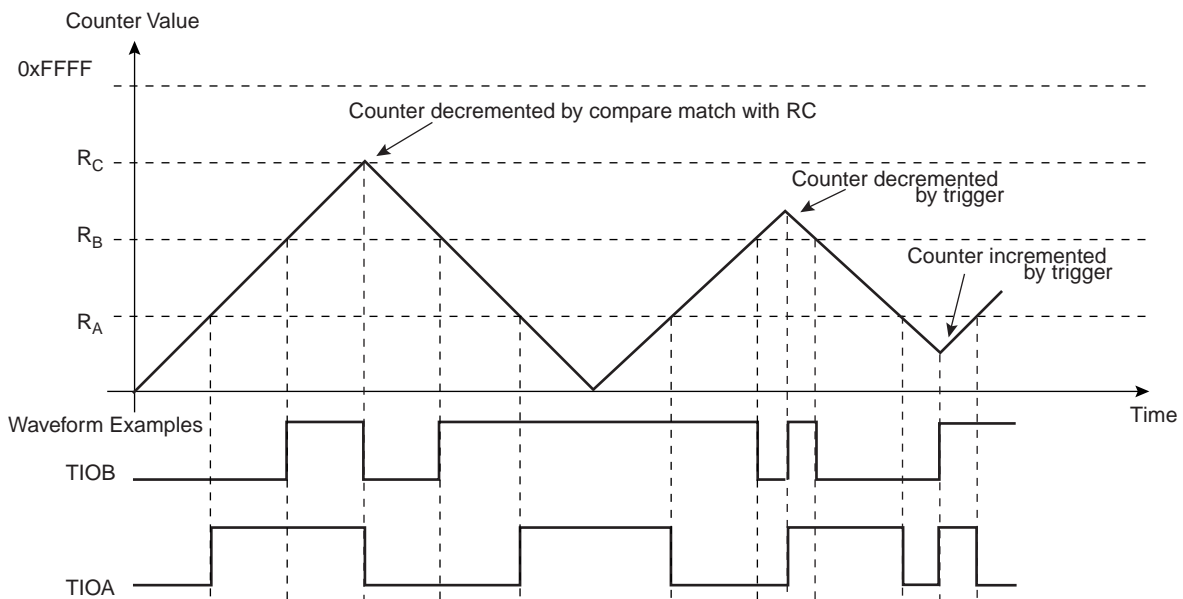 Counter Value
0xFFFF
Counter decremented by compare match with RC
RC
Counter decremented
by trigger
RB
Counter incremented
by trigger
RA
Time
Waveform Examples
TIOB
TIOA